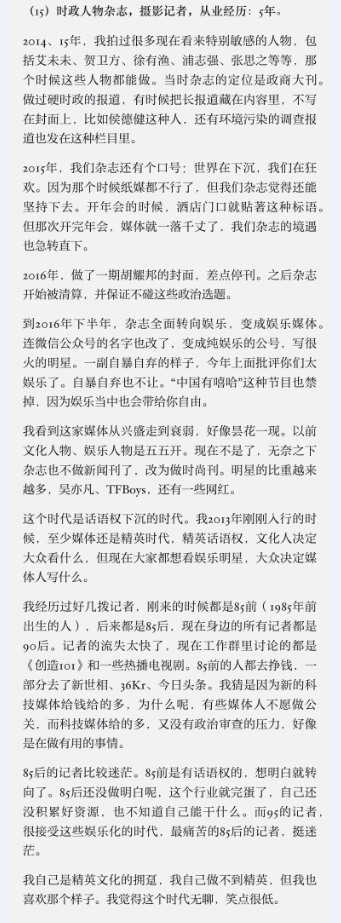 （15）时政人物杂志，摄影记者，从业经历：5年。
2014、15年，我拍过很多现在看来特别敏感的人物，包
括艾未未、贺卫方、徐友渔、浦志强、张思之等等，那
个时候这些人物都能做。当时杂志的定位是政商大刊。
做过硬时政的报道，有时候把长报道藏在内容里，不写
在封面上，比如侯德健这种人，还有环境污染的调查报
道也发在这种栏目里。
2015年，我们杂志还有个口号：世界在下沉，我们在狂
欢。因为那个时候纸媒都不行了，但我们杂志觉得还能
坚持下去。开年会的时候，酒店门口就贴著这种标语。
但那次开完年会，媒体就一落千丈了，我们杂志的境遇
也急转直下。
2016年，做了一期胡耀邦的封面，差点停刊。之后杂志
开始被清算，并保证不碰这些政治选题。
到2016年下半年，杂志全面转向娱乐，变成娱乐媒体。
连微信公众号的名字也改了，变成纯娱乐的公号，写很
火的明星。一副自暴自弃的样子，今年上面批评你们太
娱乐了。自暴自弃也不让。“中国有嘻哈”这种节目也禁
掉，因为娱乐当中也会带给你自由。
我看到这家媒体从兴盛走到衰弱，好像昙花一现。以前
文化人物、娱乐人物是五五开。现在不是了，无奈之下
杂志也不做新闻刊了，改为做时尚刊。明星的比重越来
越多，吴亦凡、TFBoys，还有一些网红。
这个时代是话语权下沉的时代。我2013年刚刚入行的时
候，至少媒体还是精英时代，精英话语权，文化人决定
大众看什么，但现在大家都想看娱乐明星，大众决定媒
体人写什么。
我经历过好几拨记者，刚来的时候都是85前（1985年前
出生的人），后来都是85后，现在身边的所有记者都是
90后。记者的流失太快了，现在工作群里讨论的都是
《创造101》和一些热播电视剧。85前的人都去挣钱，一
部分去了新世相、36Kr、今日头条。我猜是因为新的科
技媒体给钱给的多，为什么呢，有些媒体人不愿做公
关，而科技媒体给的多，又没有政治审查的压力，好像
是在做有用的事情。
85后的记者比较迷茫。85前是有话语权的，想明白就转
向了。85后还没做明白呢，这个行业就完蛋了，自己还
没积累好资源，也不知道自己能干什么。而95的记者，
很接受这些娱乐化的时代，最痛苦的85后的记者，挺迷
茫。
我自己是精英文化的拥趸，我自己做不到精英，但我也
喜欢那个样子。我觉得这个时代无聊，笑点很低。